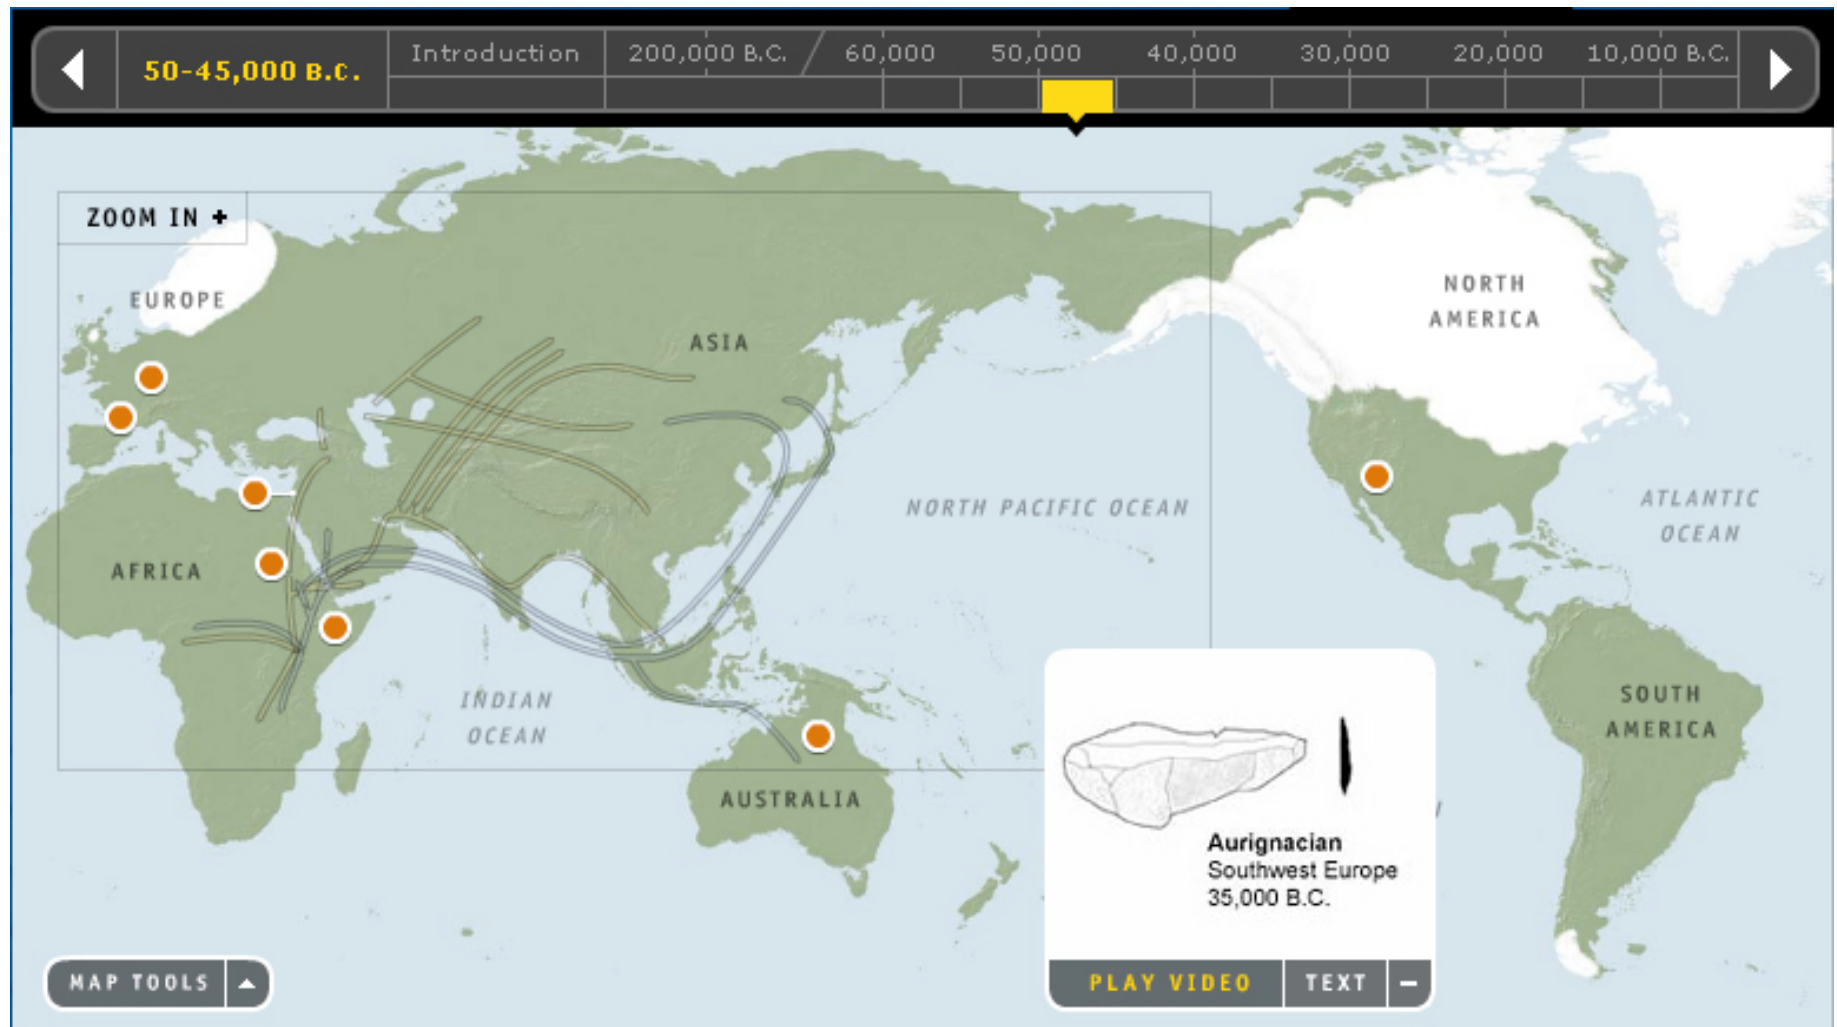 50-45,000 B.C.
Introduction
200,000 B.C.
60,000
50,000
40,000
30,000
20,000
10,000 B.C.
ZOOM IN +
EUROPE
ASIA
NORTH
AMERICA
NORTH PACIFIC OCEAN
ATLANTIC
OCEAN
AFRICA
INDIAN
OCEAN
SOUTH
AMERICA
AUSTRALIA
Aurignacian
Southwest Europe
35,000 B.C.
MAP TOOLS
PLAY VIDEO
TEXT